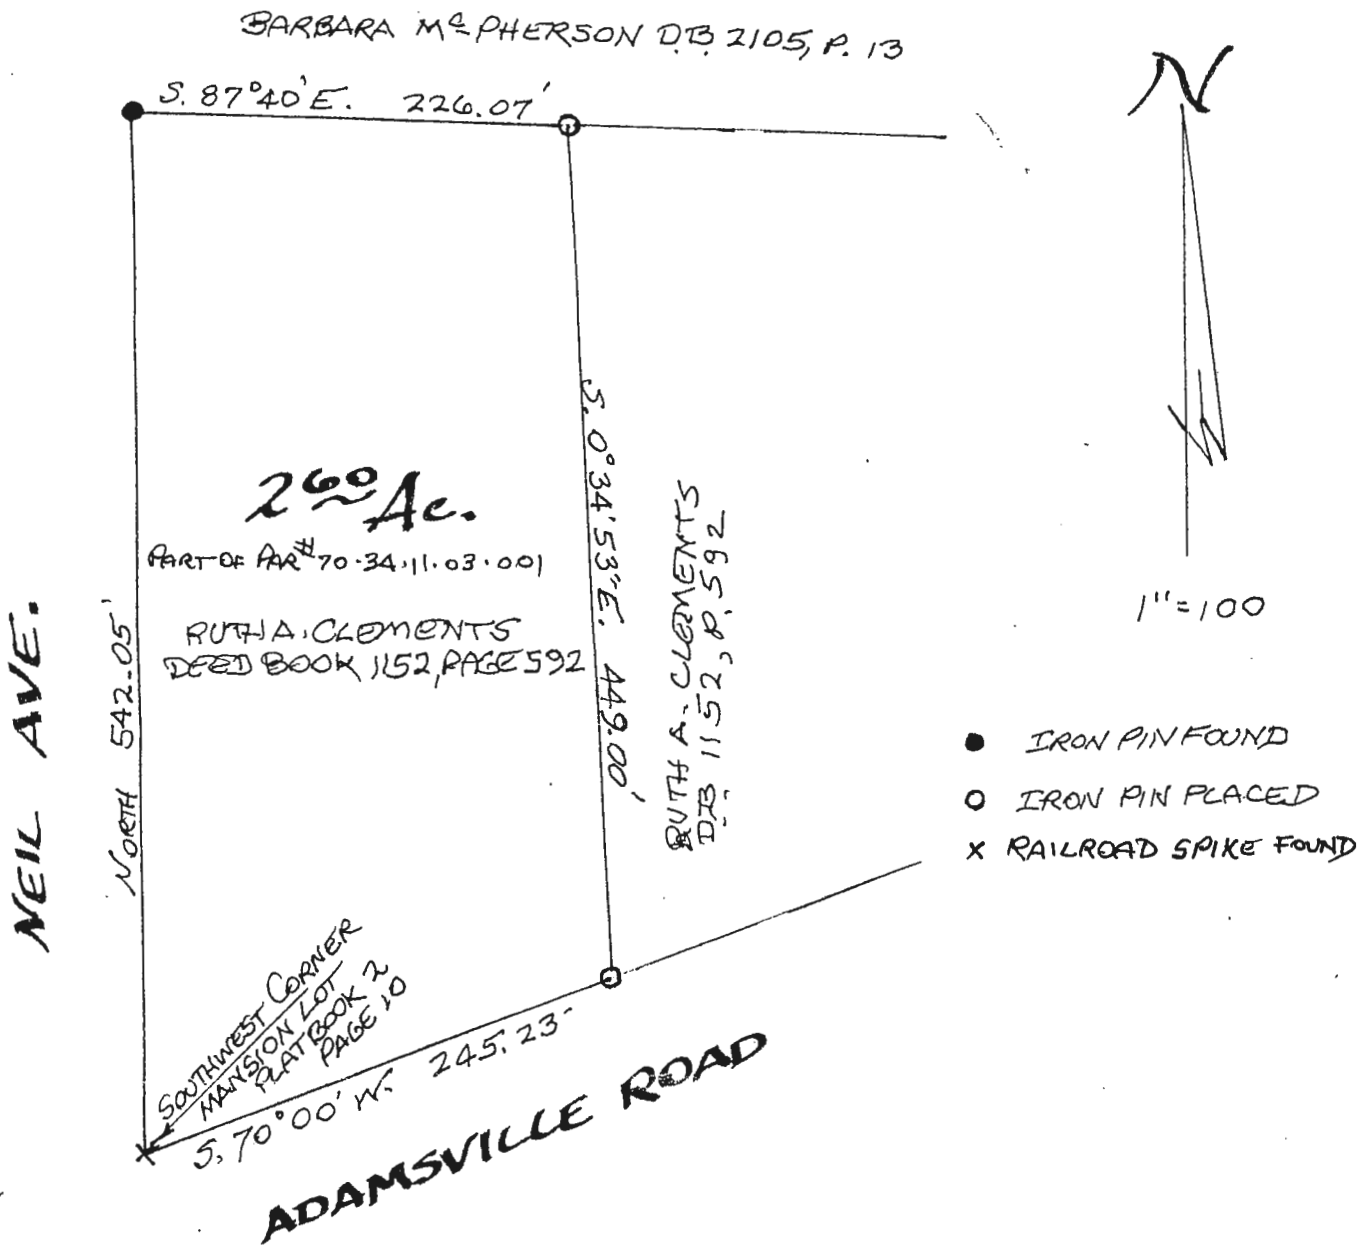 BARBARA McPHERSON D.B. 2105, P. 13
N
S. 87°40'E. 226.07'
NORTH 542.05'
NEIL AVE.
2 60 Ac.
PART OF PAR# 70.34.11.03.001
RUTH A. CLEMENTS
DEED BOOK 1152, PAGE 592
S. 0°34'53"E. 449.00'
RUTH A. CLEMENTS
D.B. 1152, P. 592
1" = 100
● IRON PIN FOUND
○ IRON PIN PLACED
x RAILROAD SPIKE FOUND
SOUTHWEST CORNER
MANSION LOT
PLAT BOOK 2
PAGE 10
S. 70°00' W. 245.23'
ADAMSVILLE ROAD